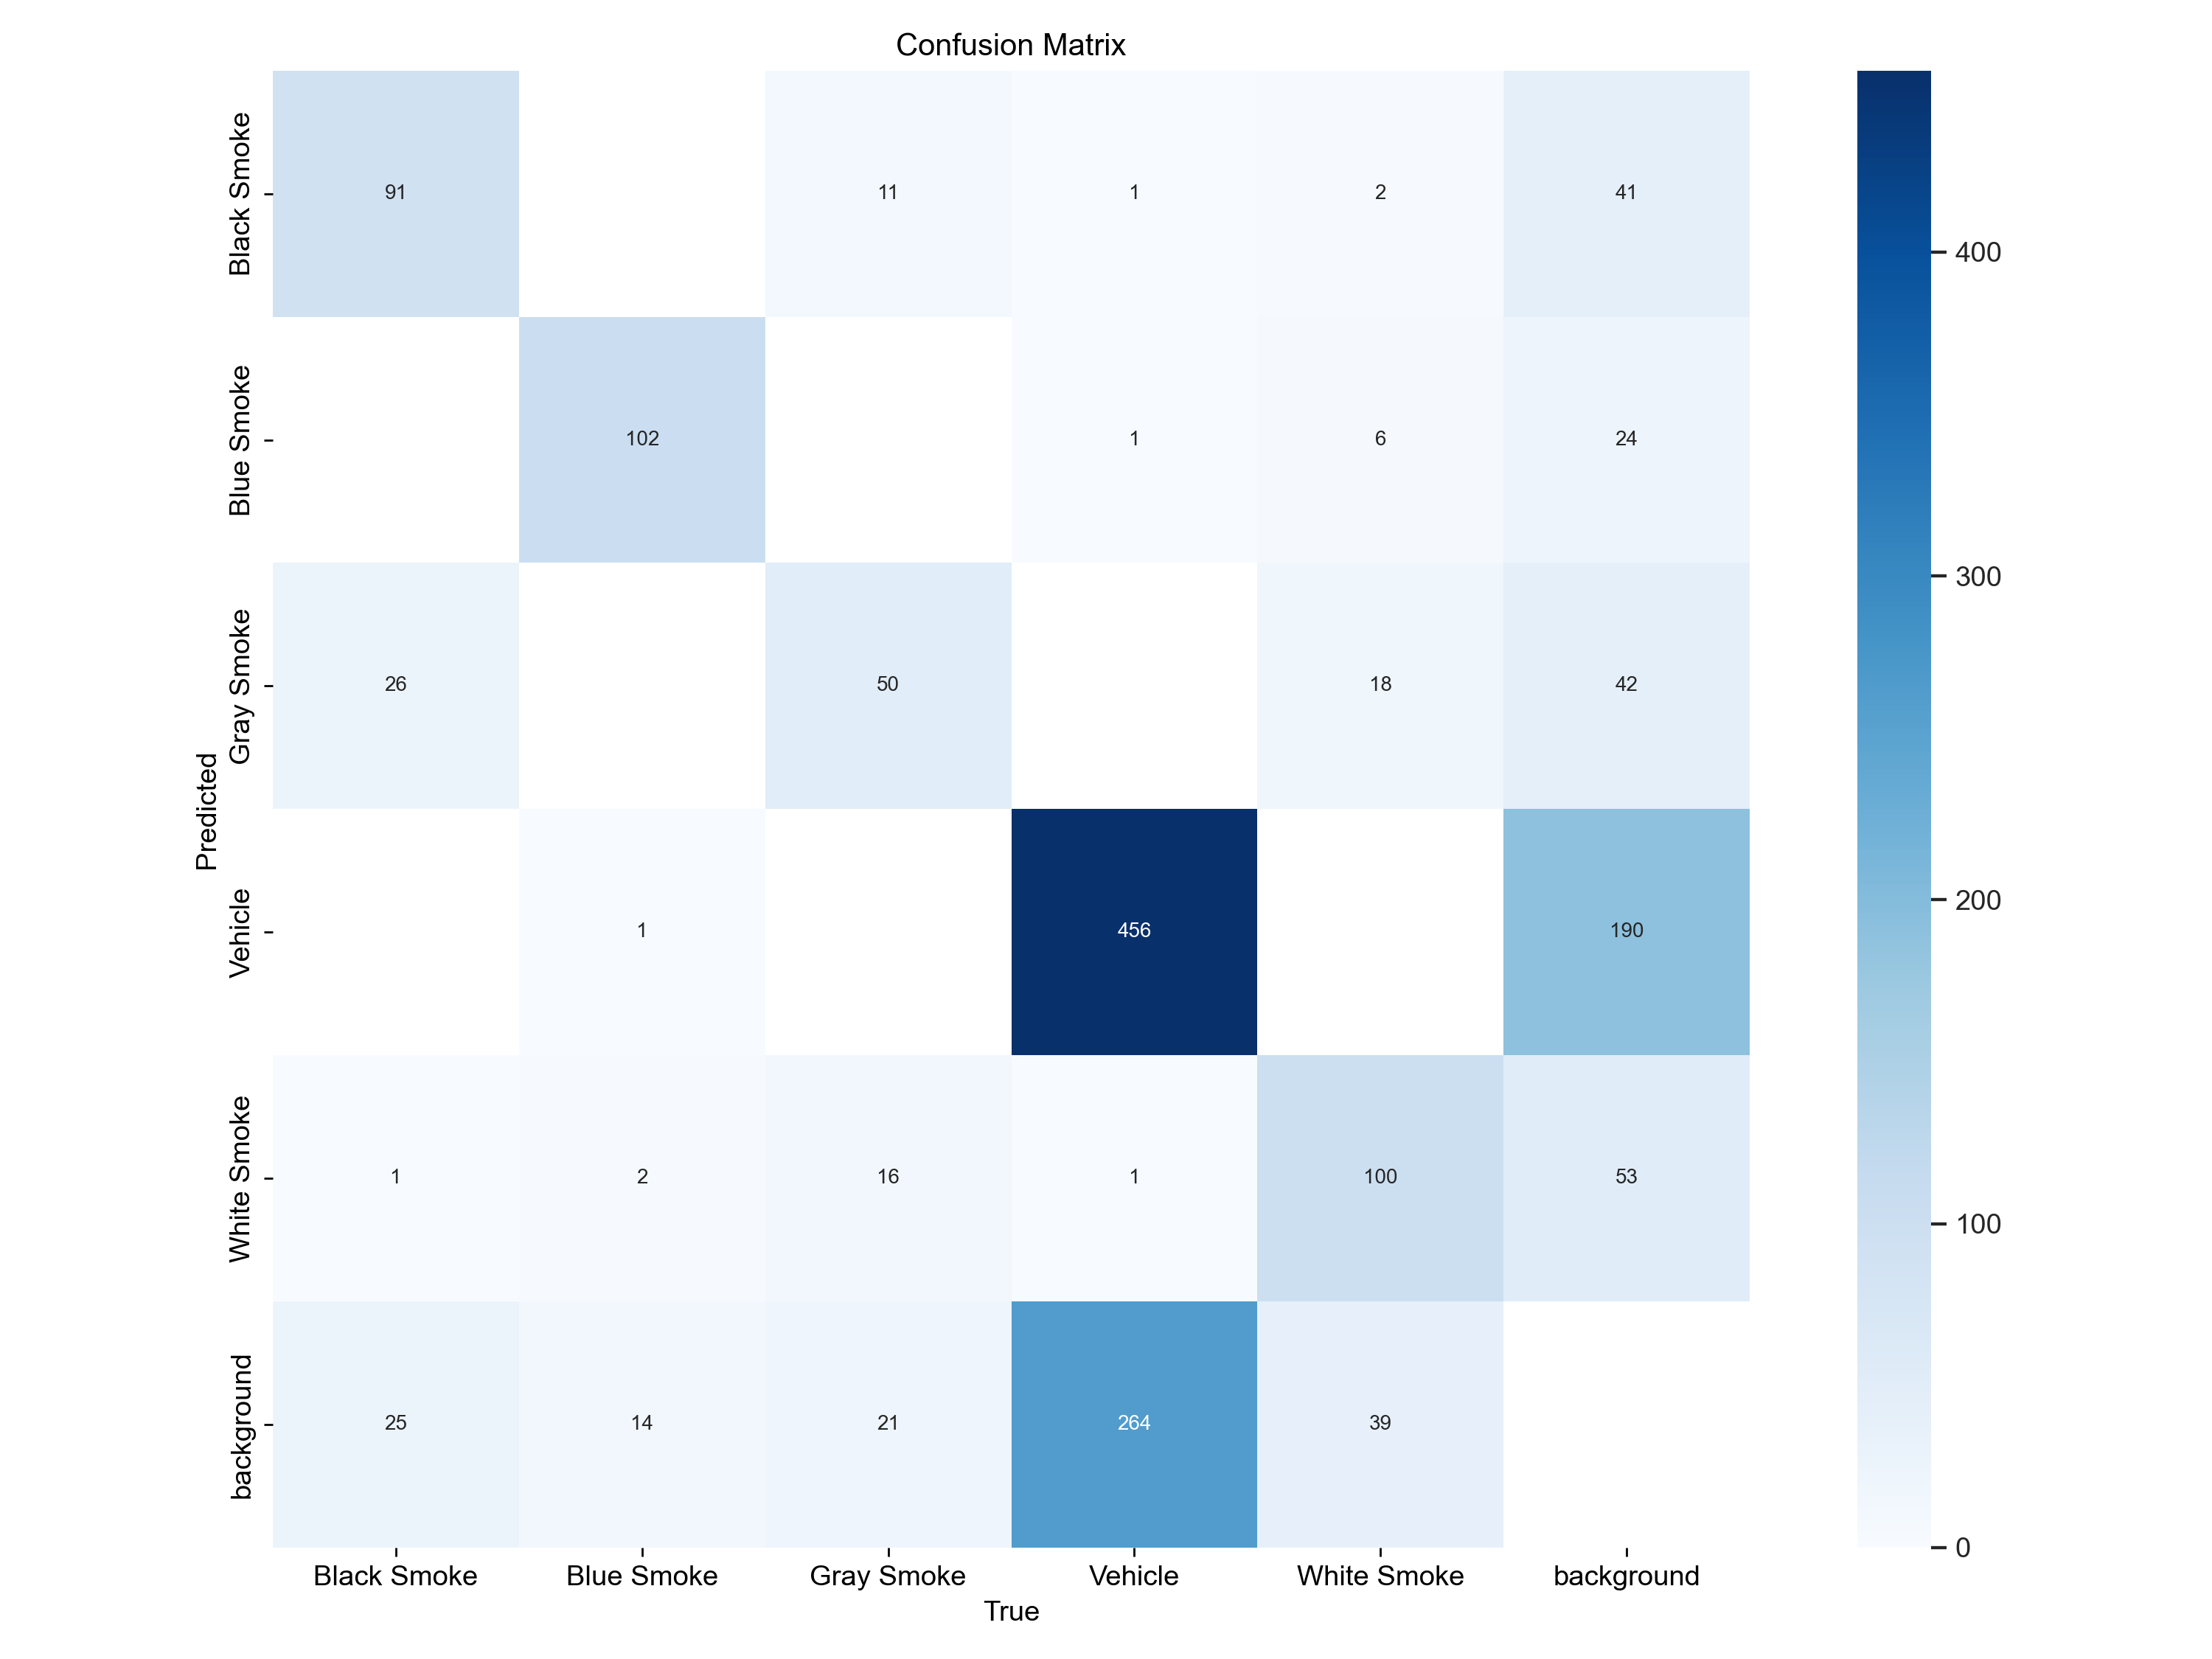 Confusion Matrix
Black Smoke
91 11 1 2 41
Blue Smoke
102 1 6 24
Gray Smoke
26 50 18 42
Vehicle
1 456 190
White Smoke
1 2 16 1 100 53
background
25 14 21 264 39
Predicted
Black Smoke Blue Smoke Gray Smoke Vehicle White Smoke background
True
400
300
200
100
0